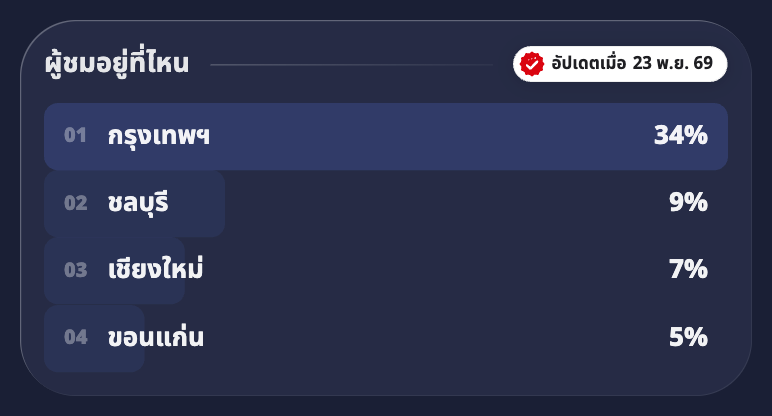 ผู้ชมอยู่ที่ไหน
อัปเดตเมื่อ 23 พ.ย. 69
01 กรุงเทพฯ 34%
02 ชลบุรี 9%
03 เชียงใหม่ 7%
04 ขอนแก่น 5%